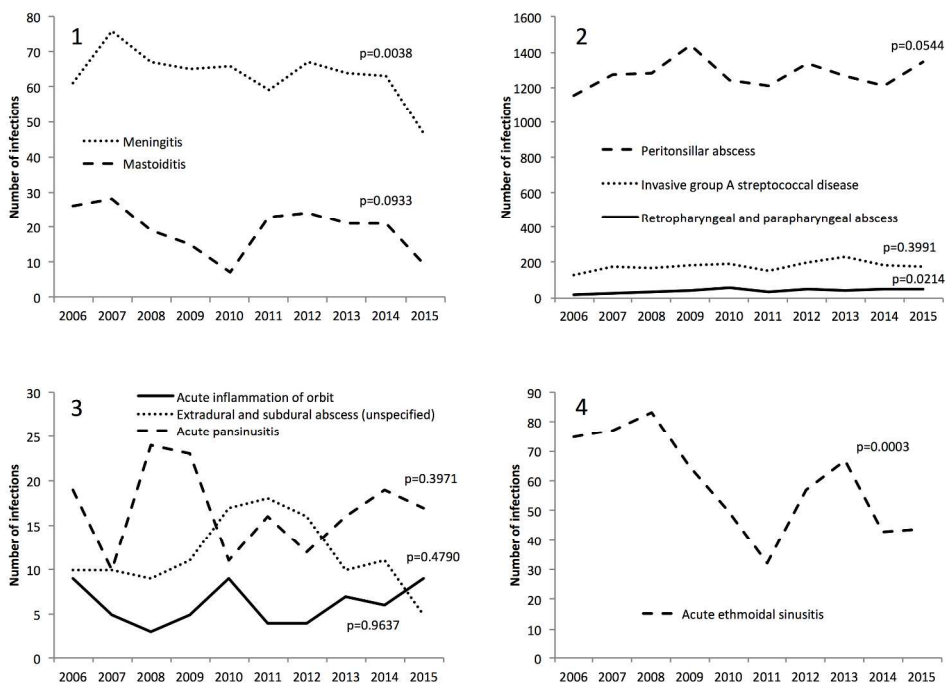 1
Number of infections
80
70
60
50
40
30
20
10
0
p=0.0038
Meningitis
Mastoiditis
p=0.0933
2006 2007 2008 2009 2010 2011 2012 2013 2014 2015
2
Number of infections
1600
1400
1200
1000
800
600
400
200
0
p=0.0544
Peritonsillar abscess
Invasive group A streptococcal disease
Retropharyngeal and parapharyngeal abscess
p=0.3991
p=0.0214
2006 2007 2008 2009 2010 2011 2012 2013 2014 2015
3
Number of infections
30
25
20
15
10
5
0
Acute inflammation of orbit
Extradural and subdural abscess (unspecified)
Acute pansinusitis
p=0.3971
p=0.4790
p=0.9637
2006 2007 2008 2009 2010 2011 2012 2013 2014 2015
4
Number of infections
90
80
70
60
50
40
30
20
10
0
p=0.0003
Acute ethmoidal sinusitis
2006 2007 2008 2009 2010 2011 2012 2013 2014 2015